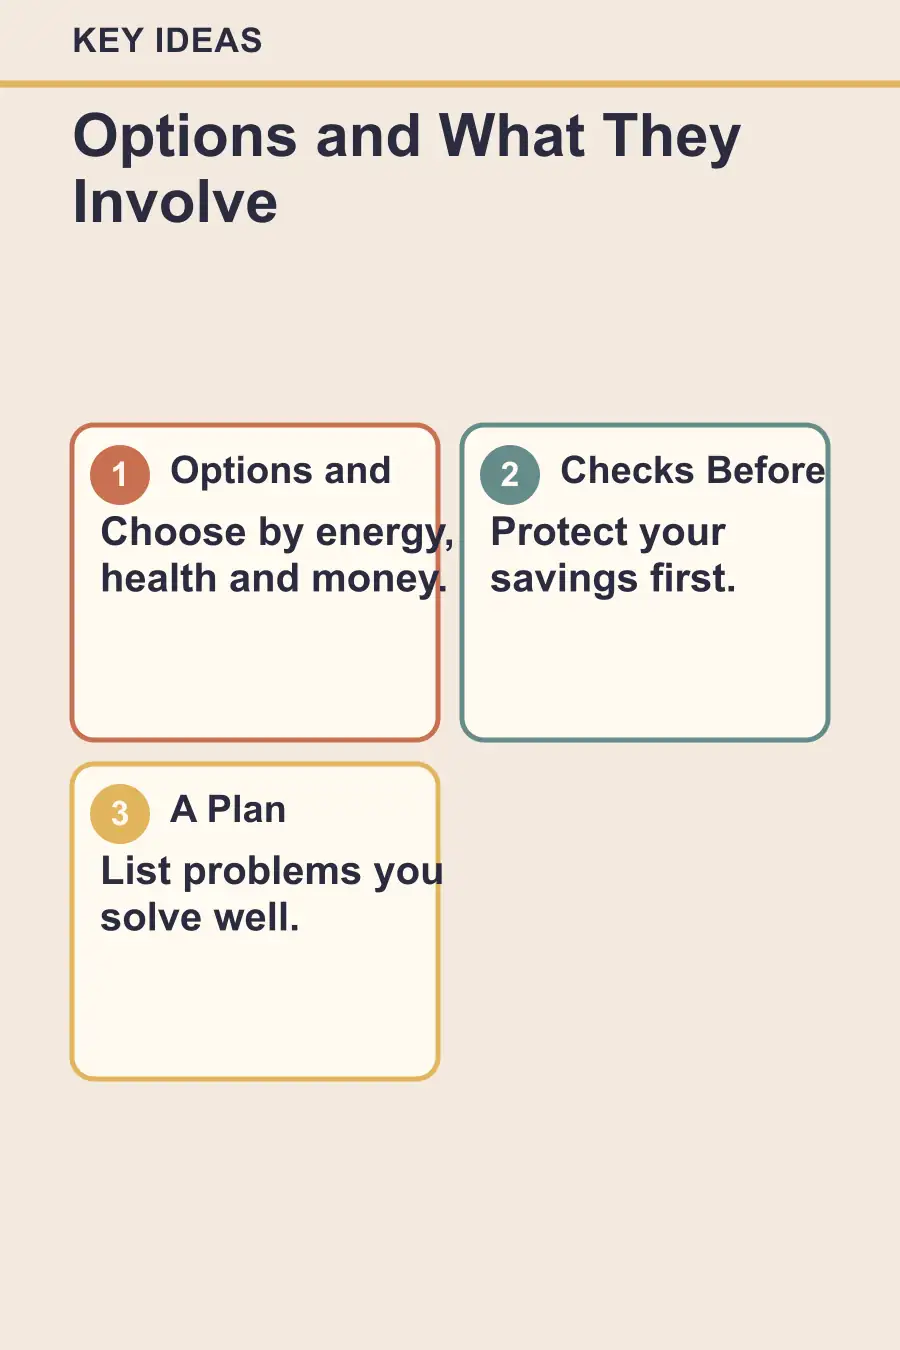 KEY IDEAS
Options and What They
Involve
1
Options and
Choose by energy,
health and money.
2
Checks Before
Protect your
savings first.
3
A Plan
List problems you
solve well.